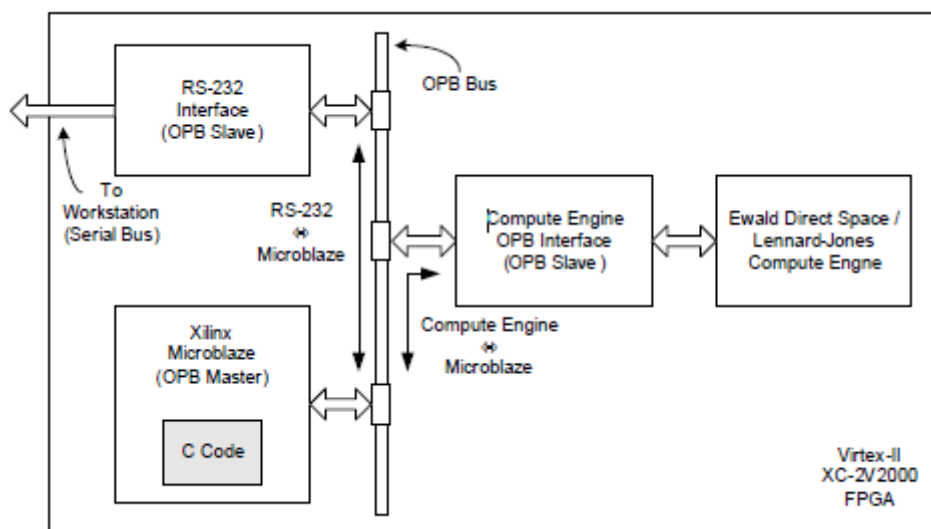 RS-232
Interface
(OPB Slave)
OPB Bus
To
Workstation
(Serial Bus)
RS-232
⇔
Microblaze
Compute Engine
OPB Interface
(OPB Slave)
Ewald Direct Space /
Lennard-Jones
Compute Engne
Compute Engine
⇔
Microblaze
Xilinx
Microblaze
(OPB Master)
C Code
Virtex-II
XC-2V2000
FPGA